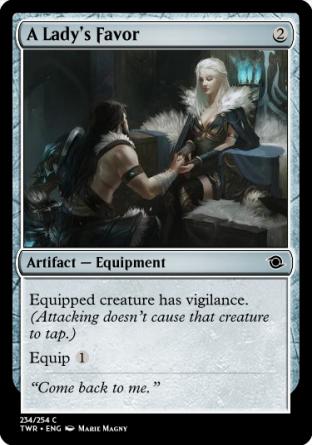 A Lady's Favor 2
Artifact — Equipment
Equipped creature has vigilance.
(Attacking doesn't cause that creature
to tap.)
Equip 1
"Come back to me."
234/254 C
TWR • ENG Marie Magny